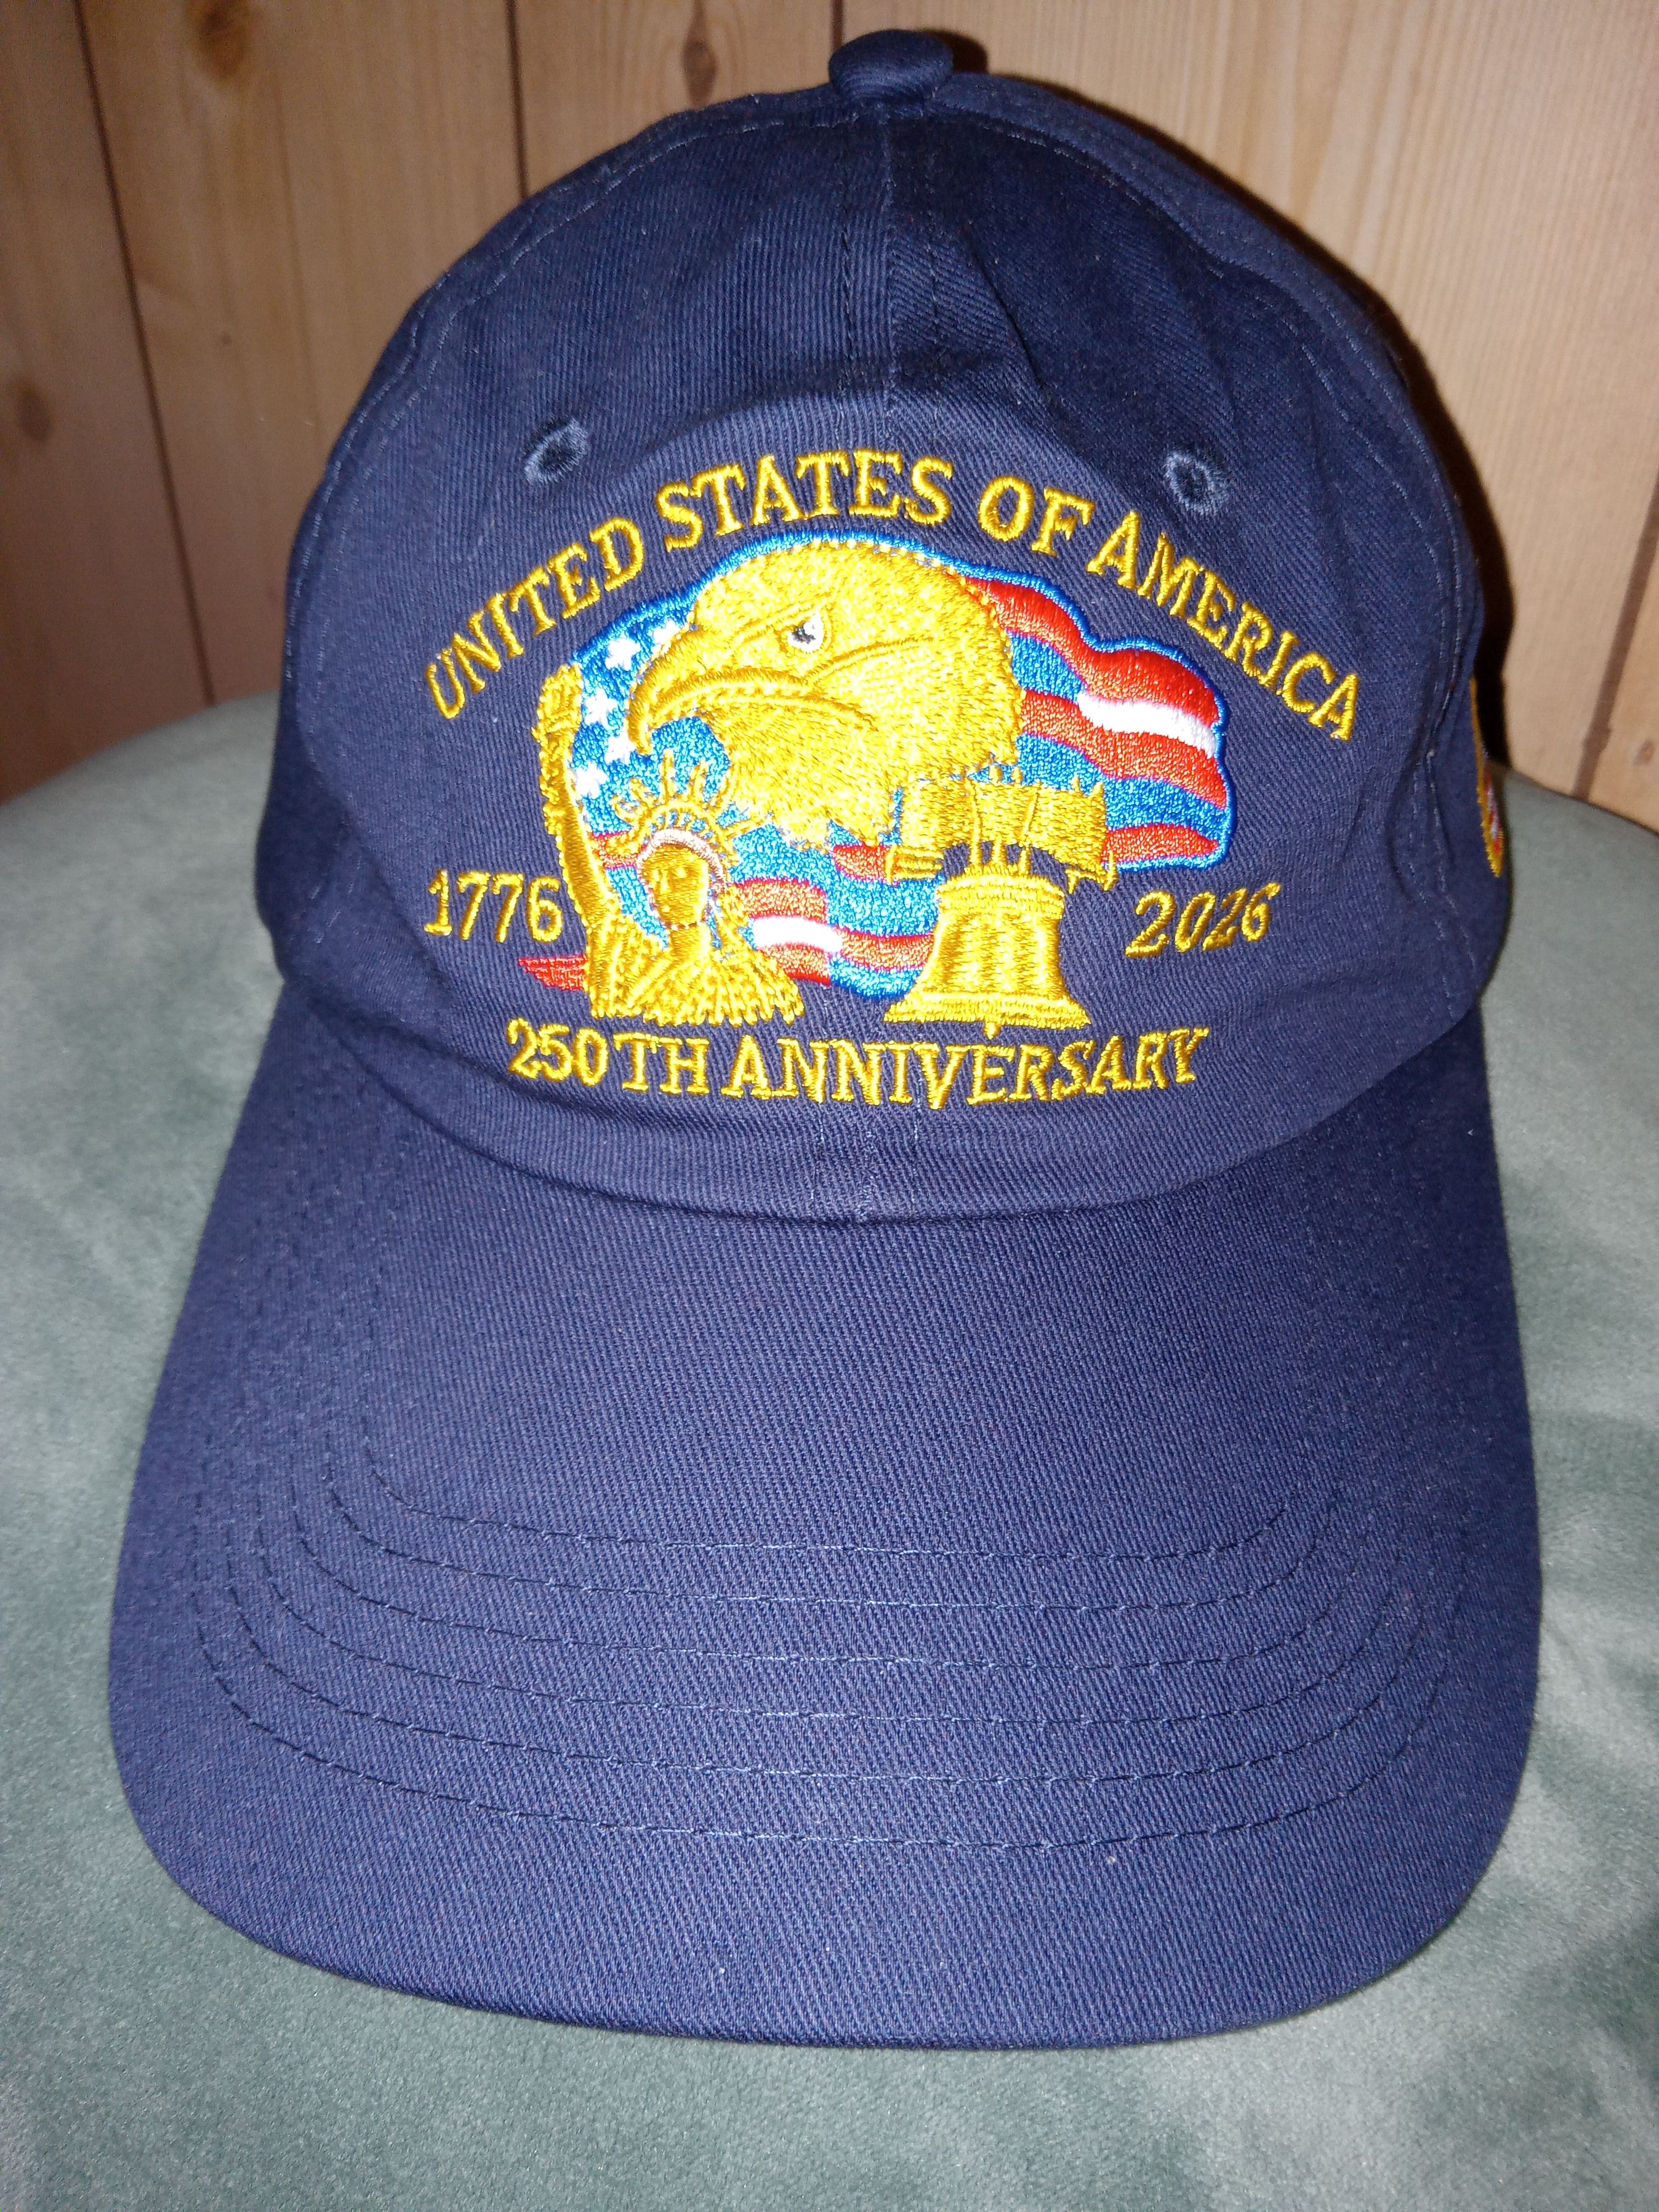 UNITED STATES OF AMERICA
1776 2026
250TH ANNIVERSARY